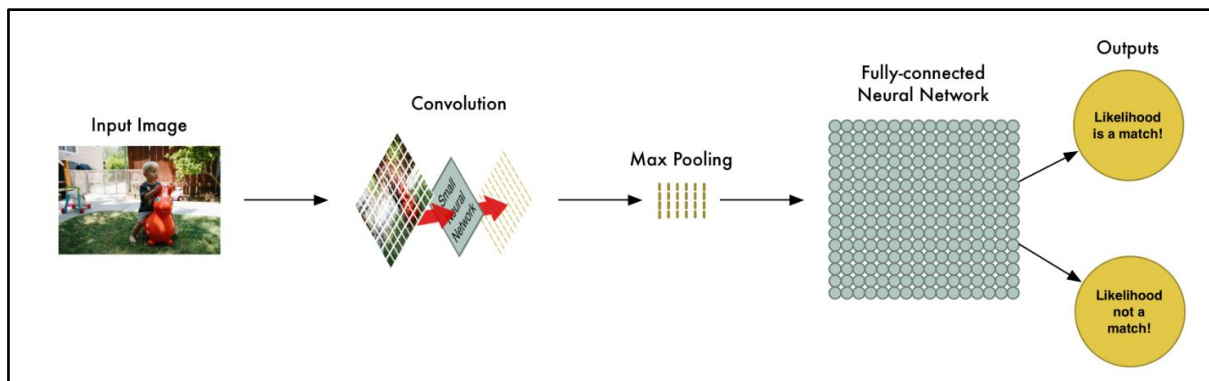 Input Image
Convolution
Small
Neural
Network
Max Pooling
Fully-connected
Neural Network
Outputs
Likelihood
is a match!
Likelihood
not a
match!